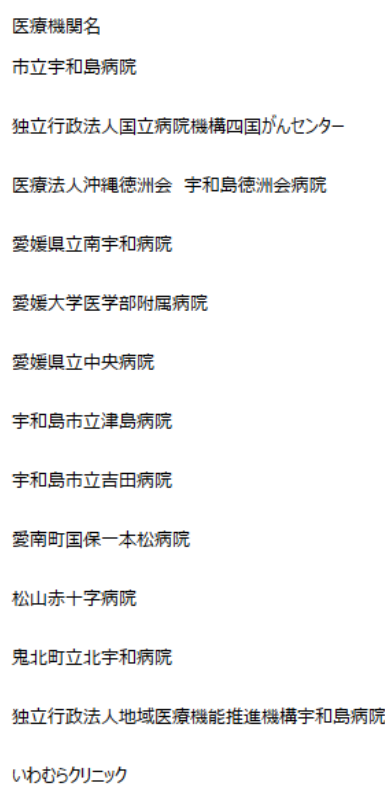 医療機関名
市立宇和島病院
独立行政法人国立病院機構四国がんセンター
医療法人沖縄徳洲会　宇和島徳洲会病院
愛媛県立南宇和病院
愛媛大学医学部附属病院
愛媛県立中央病院
宇和島市立津島病院
宇和島市立吉田病院
愛南町国保一本松病院
松山赤十字病院
鬼北町立北宇和病院
独立行政法人地域医療機能推進機構宇和島病院
いわむらクリニック